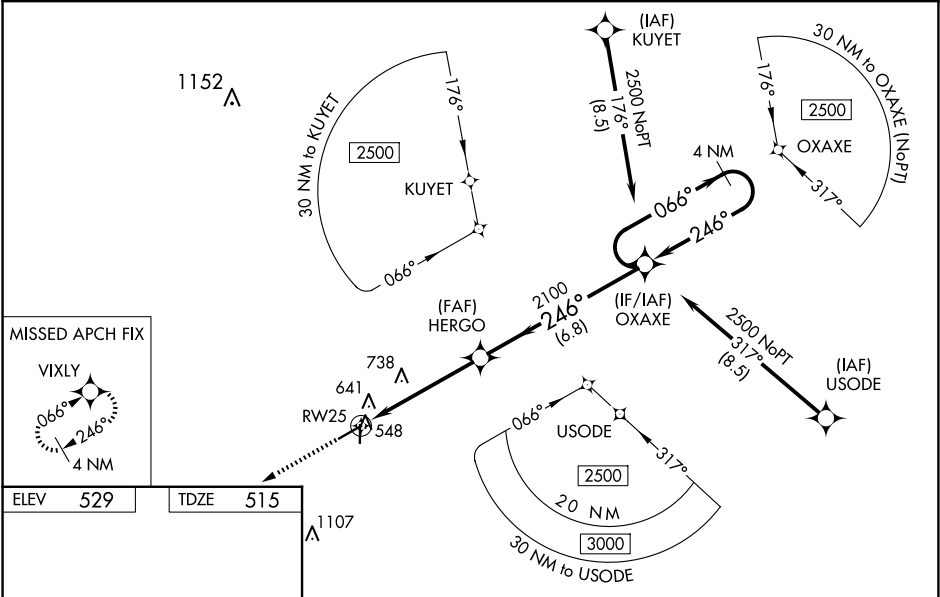 (IAF)
KUYET
2500 NoPT
176°
(8.5)
1152
30 NM to KUYET
176°
2500
KUYET
066°
30 NM to OXAXE (NoPT)
176°
2500
OXAXE
317°
4 NM
066°
246°
(IF/IAF)
OXAXE
2100
246°
(6.8)
(FAF)
HERGO
2500 NoPT
317°
(8.5)
(IAF)
USODE
MISSED APCH FIX
VIXLY
066°
246°
4 NM
738
641
RW25
548
066°
USODE
317°
2500
20 NM
3000
30 NM to USODE
ELEV 529
TDZE 515
1107